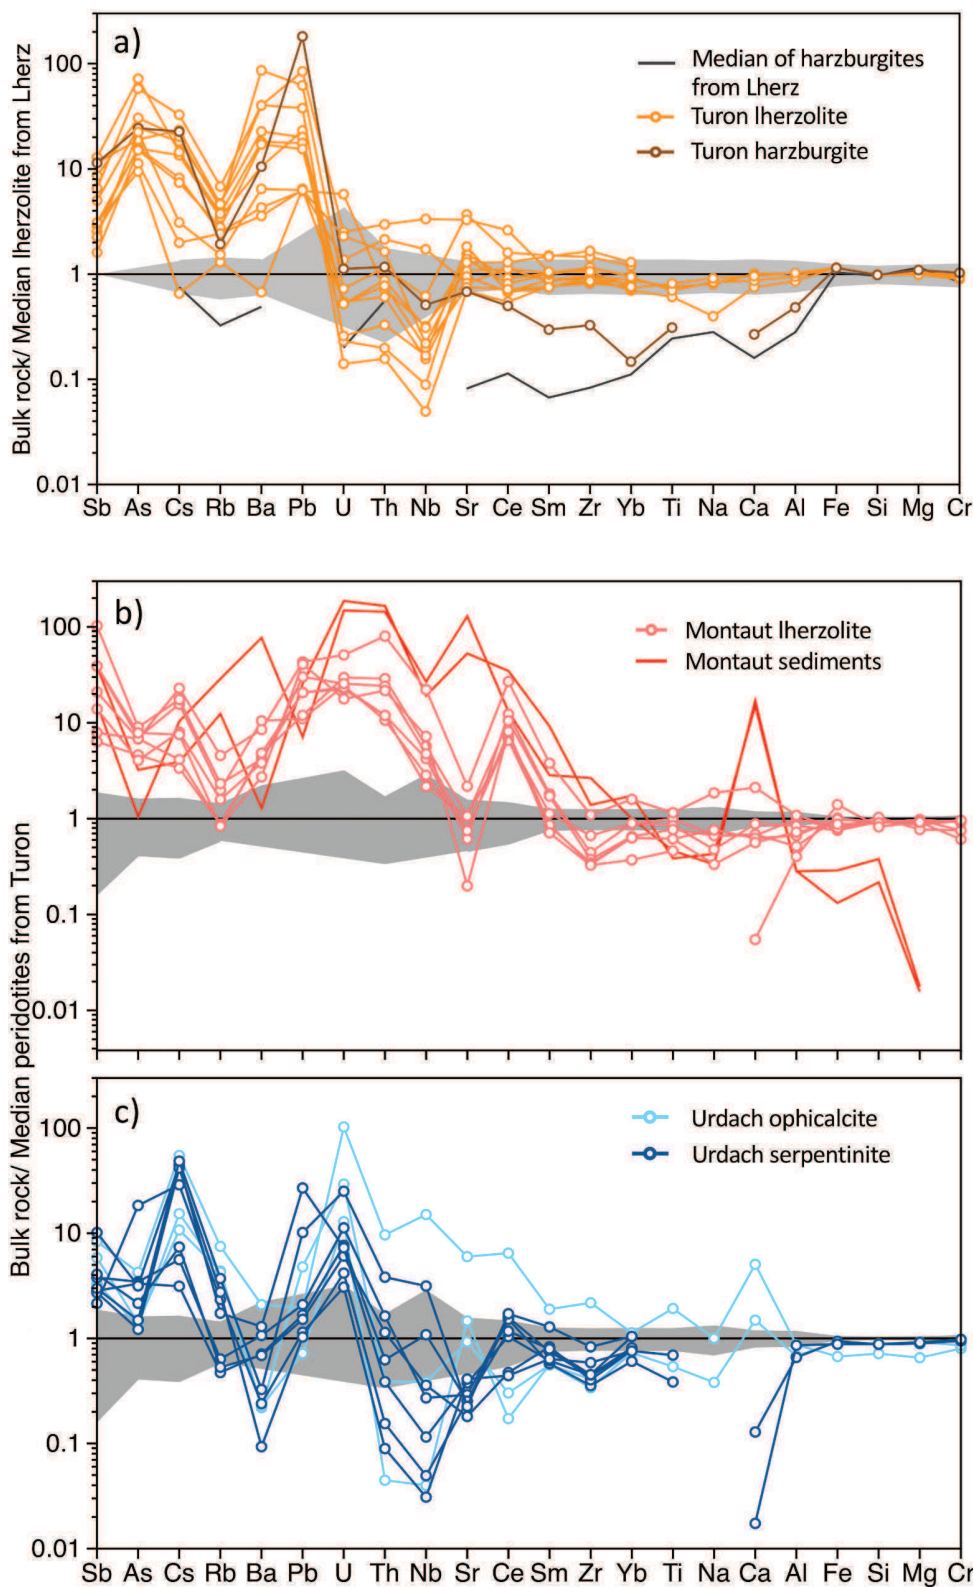 a)
Median of harzburgites
from Lherz
Turon lherzolite
Turon harzburgite
Bulk rock/ Median lherzolite from Lherz
100
10
1
0.1
0.01
Sb As Cs Rb Ba Pb U Th Nb Sr Ce Sm Zr Yb Ti Na Ca Al Fe Si Mg Cr
b)
Montaut lherzolite
Montaut sediments
100
10
1
0.1
0.01
Bulk rock/ Median peridotites from Turon
c)
Urdach ophicalcite
Urdach serpentinite
100
10
1
0.1
0.01
Sb As Cs Rb Ba Pb U Th Nb Sr Ce Sm Zr Yb Ti Na Ca Al Fe Si Mg Cr